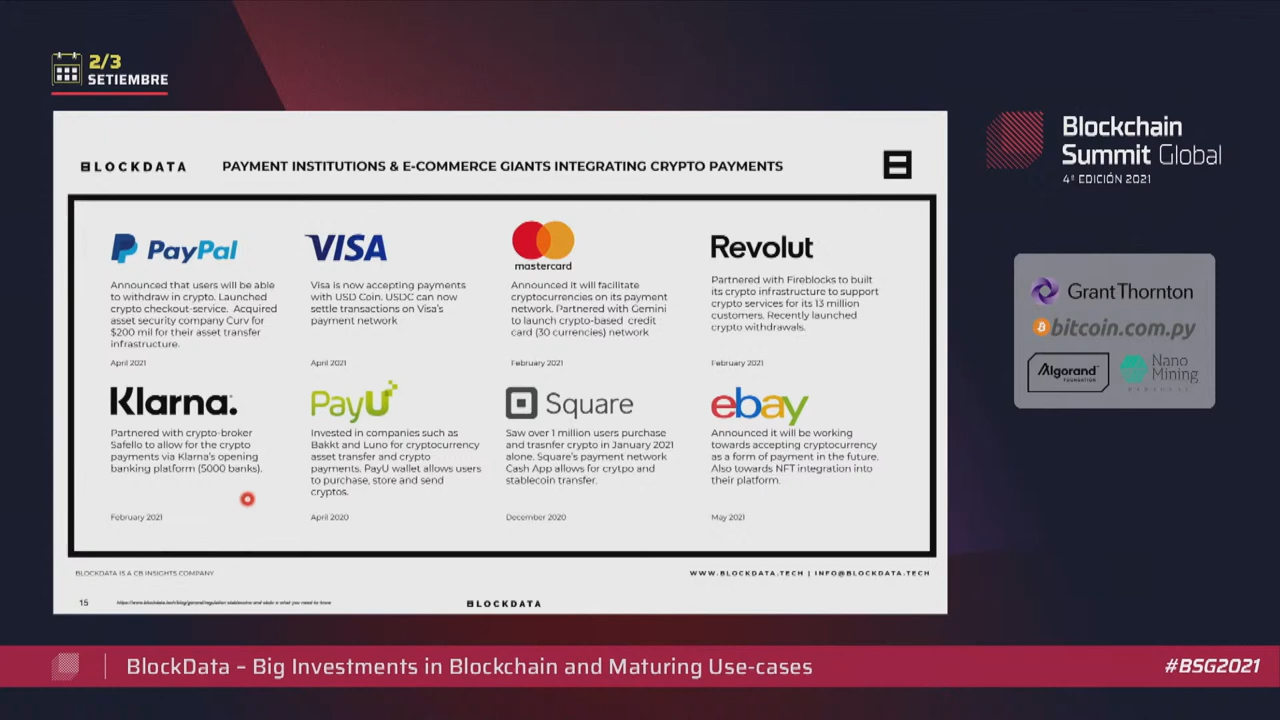 2/3
SETIEMBRE
BLOCKDATA
PAYMENT INSTITUTIONS & E-COMMERCE GIANTS INTEGRATING CRYPTO PAYMENTS
PayPal
Announced that users will be able
to withdraw in crypto. Launched
crypto checkout-service. Acquired
asset security company Curv for
$200 mil for their asset transfer
infrastructure.
April 2021
VISA
Visa is now accepting payments
with USD Coin. USDC can now
settle transactions on Visa's
payment network
April 2021
mastercard
Announced it will facilitate
cryptocurrencies on its payment
network. Partnered with Gemini
to launch crypto-based credit
card (30 currencies) network
February 2021
Revolut
Partnered with Fireblocks to built
its crypto infrastructure to support
crypto services for its 13 million
customers. Recently launched
crypto withdrawals.
February 2021
Klarna.
Partnered with crypto-broker
Safello to allow for the crypto
payments via Klarna's opening
banking platform (5000 banks).
February 2021
PayU
Invested in companies such as
Bakkt and Luno for cryptocurrency
asset transfer and crypto
payments. PayU wallet allows users
to purchase, store and send
cryptos.
April 2020
Square
Saw over 1 million users purchase
and trasnfer crypto in January 2021
alone. Square's payment network
Cash App allows for crytpo and
stablecoin transfer.
December 2020
ebay
Announced it will be working
towards accepting cryptocurrency
as a form of payment in the future.
Also towards NFT integration into
their platform.
May 2021
BLOCKDATA IS A CB INSIGHTS COMPANY
WWW.BLOCKDATA.TECH | INFO@BLOCKDATA.TECH
15
BLOCKDATA
Blockchain
Summit Global
4ª EDICIÓN 2021
Grant Thornton
bitcoin.com.py
Algorand
FOUNDATION
Nano
Mining
BlockData – Big Investments in Blockchain and Maturing Use-cases
#BSG2021